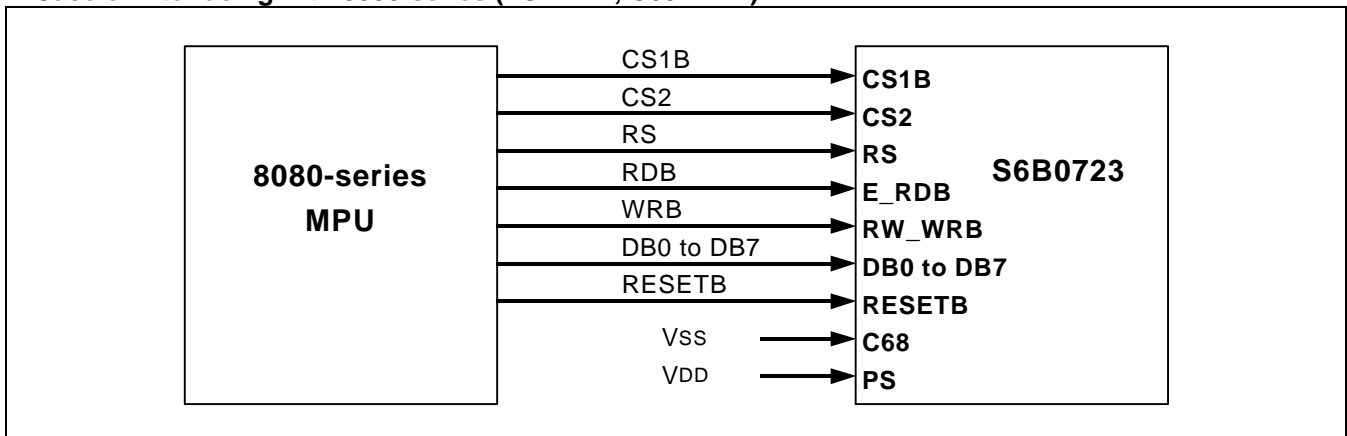 CS1B
CS1B
CS2
CS2
RS
RS
8080-series
MPU
S6B0723
RDB
E_RDB
WRB
RW_WRB
DB0 to DB7
DB0 to DB7
RESETB
RESETB
VSS
C68
VDD
PS